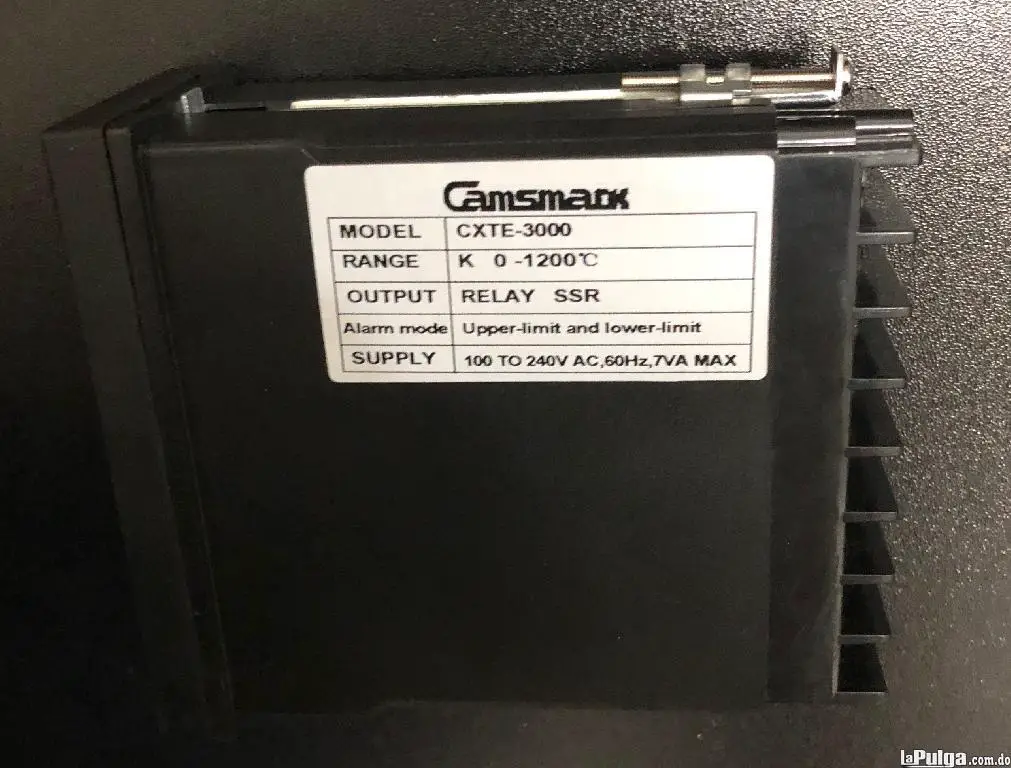 Camsmark
MODEL CXTE-3000
RANGE K 0 -1200℃
OUTPUT RELAY SSR
Alarm mode Upper-limit and lower-limit
SUPPLY 100 TO 240V AC,60Hz,7VA MAX
laPulga.com.do